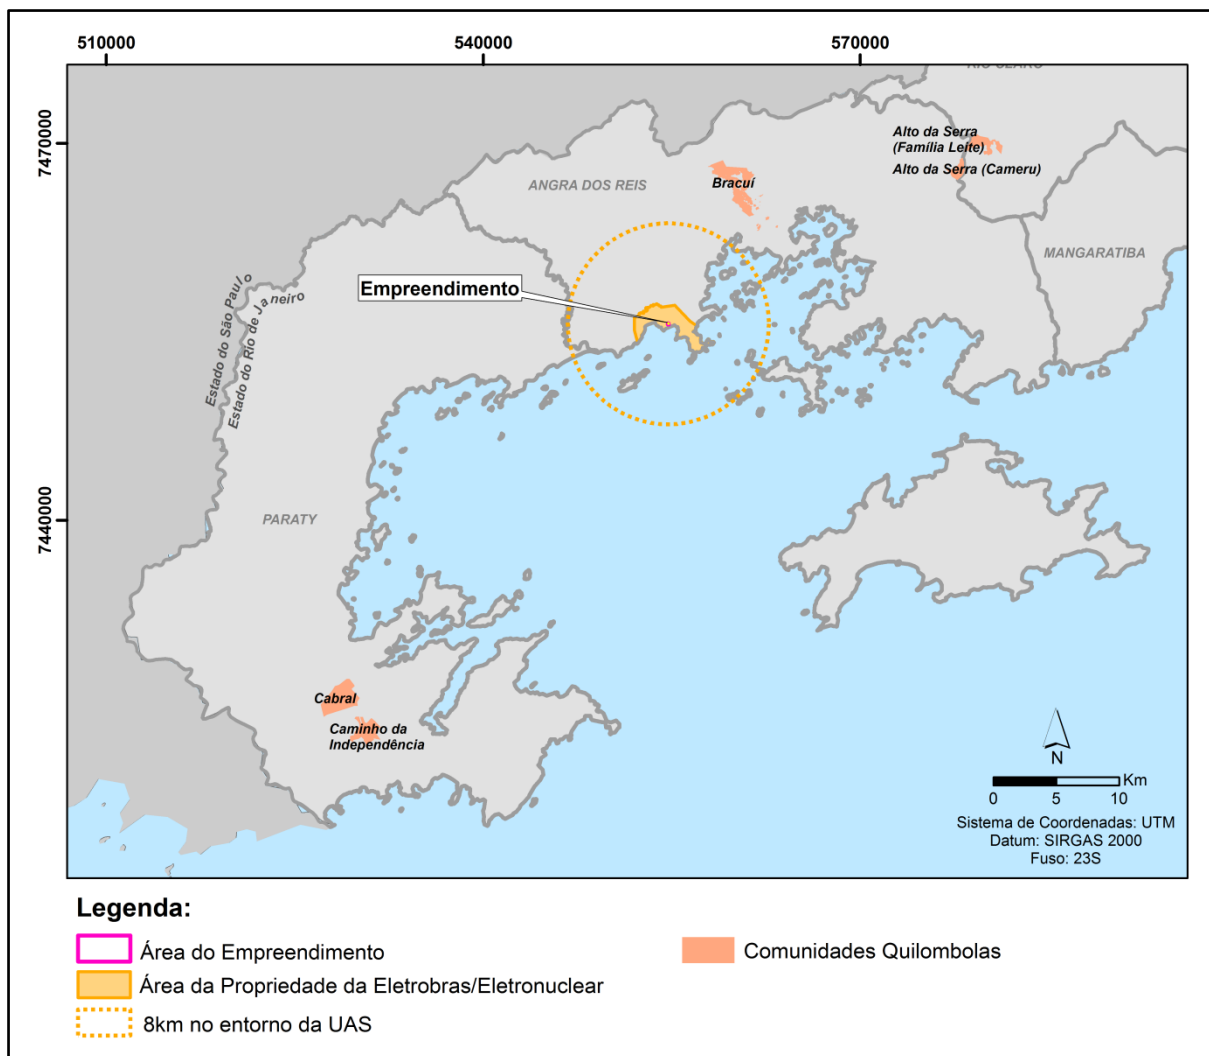 510000
540000
570000
7470000
7440000
RIO CLARO
Alto da Serra
(Família Leite)
Alto da Serra (Cameru)
Bracuí
ANGRA DOS REIS
MANGARATIBA
Empreendimento
Estado do São Paulo
Estado do Rio de Janeiro
PARATY
Cabral
Caminho da
Independência
N
Km
0 5 10
Sistema de Coordenadas: UTM
Datum: SIRGAS 2000
Fuso: 23S
Legenda:
Área do Empreendimento
Área da Propriedade da Eletrobras/Eletronuclear
8km no entorno da UAS
Comunidades Quilombolas